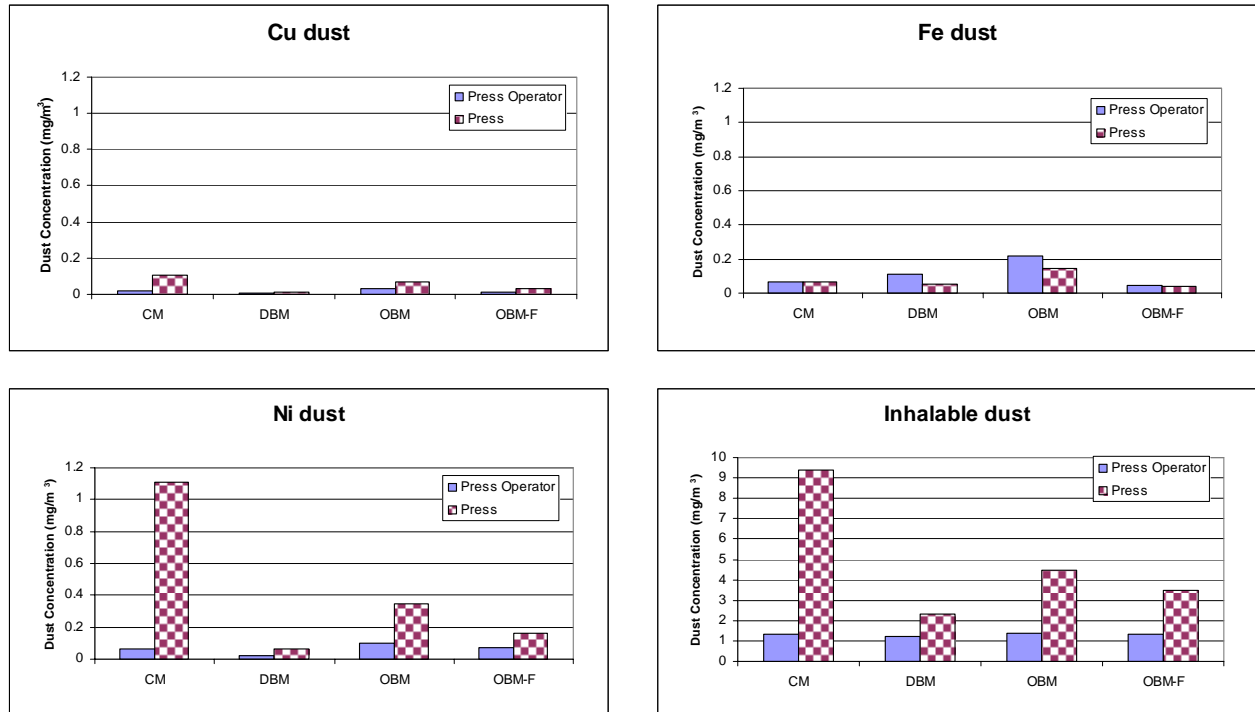 Cu dust
Dust Concentration (mg/m³)
1.2
1
0.8
0.6
0.4
0.2
0
Press Operator
Press
CM DBM OBM OBM-F
Fe dust
Dust Concentration (mg/m ³)
1.2
1
0.8
0.6
0.4
0.2
0
Press Operator
Press
CM DBM OBM OBM-F
Ni dust
Dust Concentration (mg/m ³)
1.2
1
0.8
0.6
0.4
0.2
0
Press Operator
Press
CM DBM OBM OBM-F
Inhalable dust
Dust Concentration (mg/m ³)
10
9
8
7
6
5
4
3
2
1
0
Press Operator
Press
CM DBM OBM OBM-F